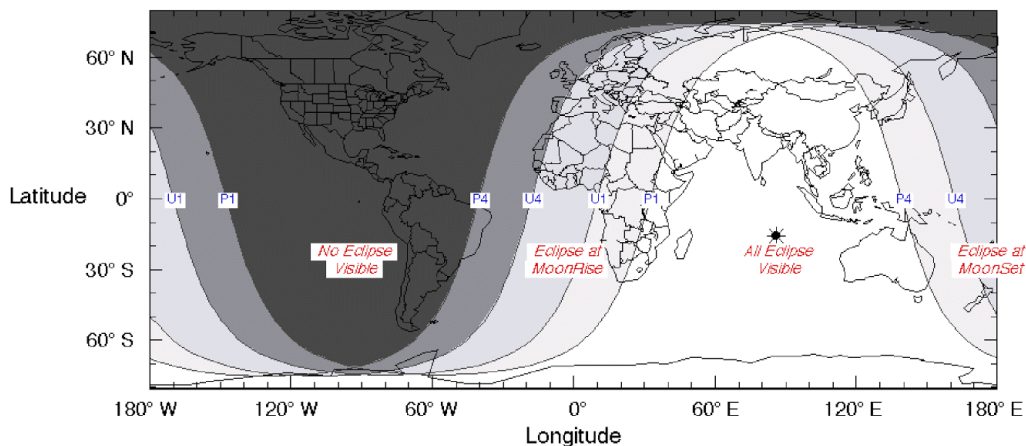 60° N
30° N
Latitude
0°
30° S
60° S
U1
P1
P4
U4
U1
P1
P4
U4
No Eclipse
Visible
Eclipse at
MoonRise
All Eclipse
Visible
Eclipse at
MoonSet
180° W
120° W
60° W
0°
60° E
120° E
180° E
Longitude